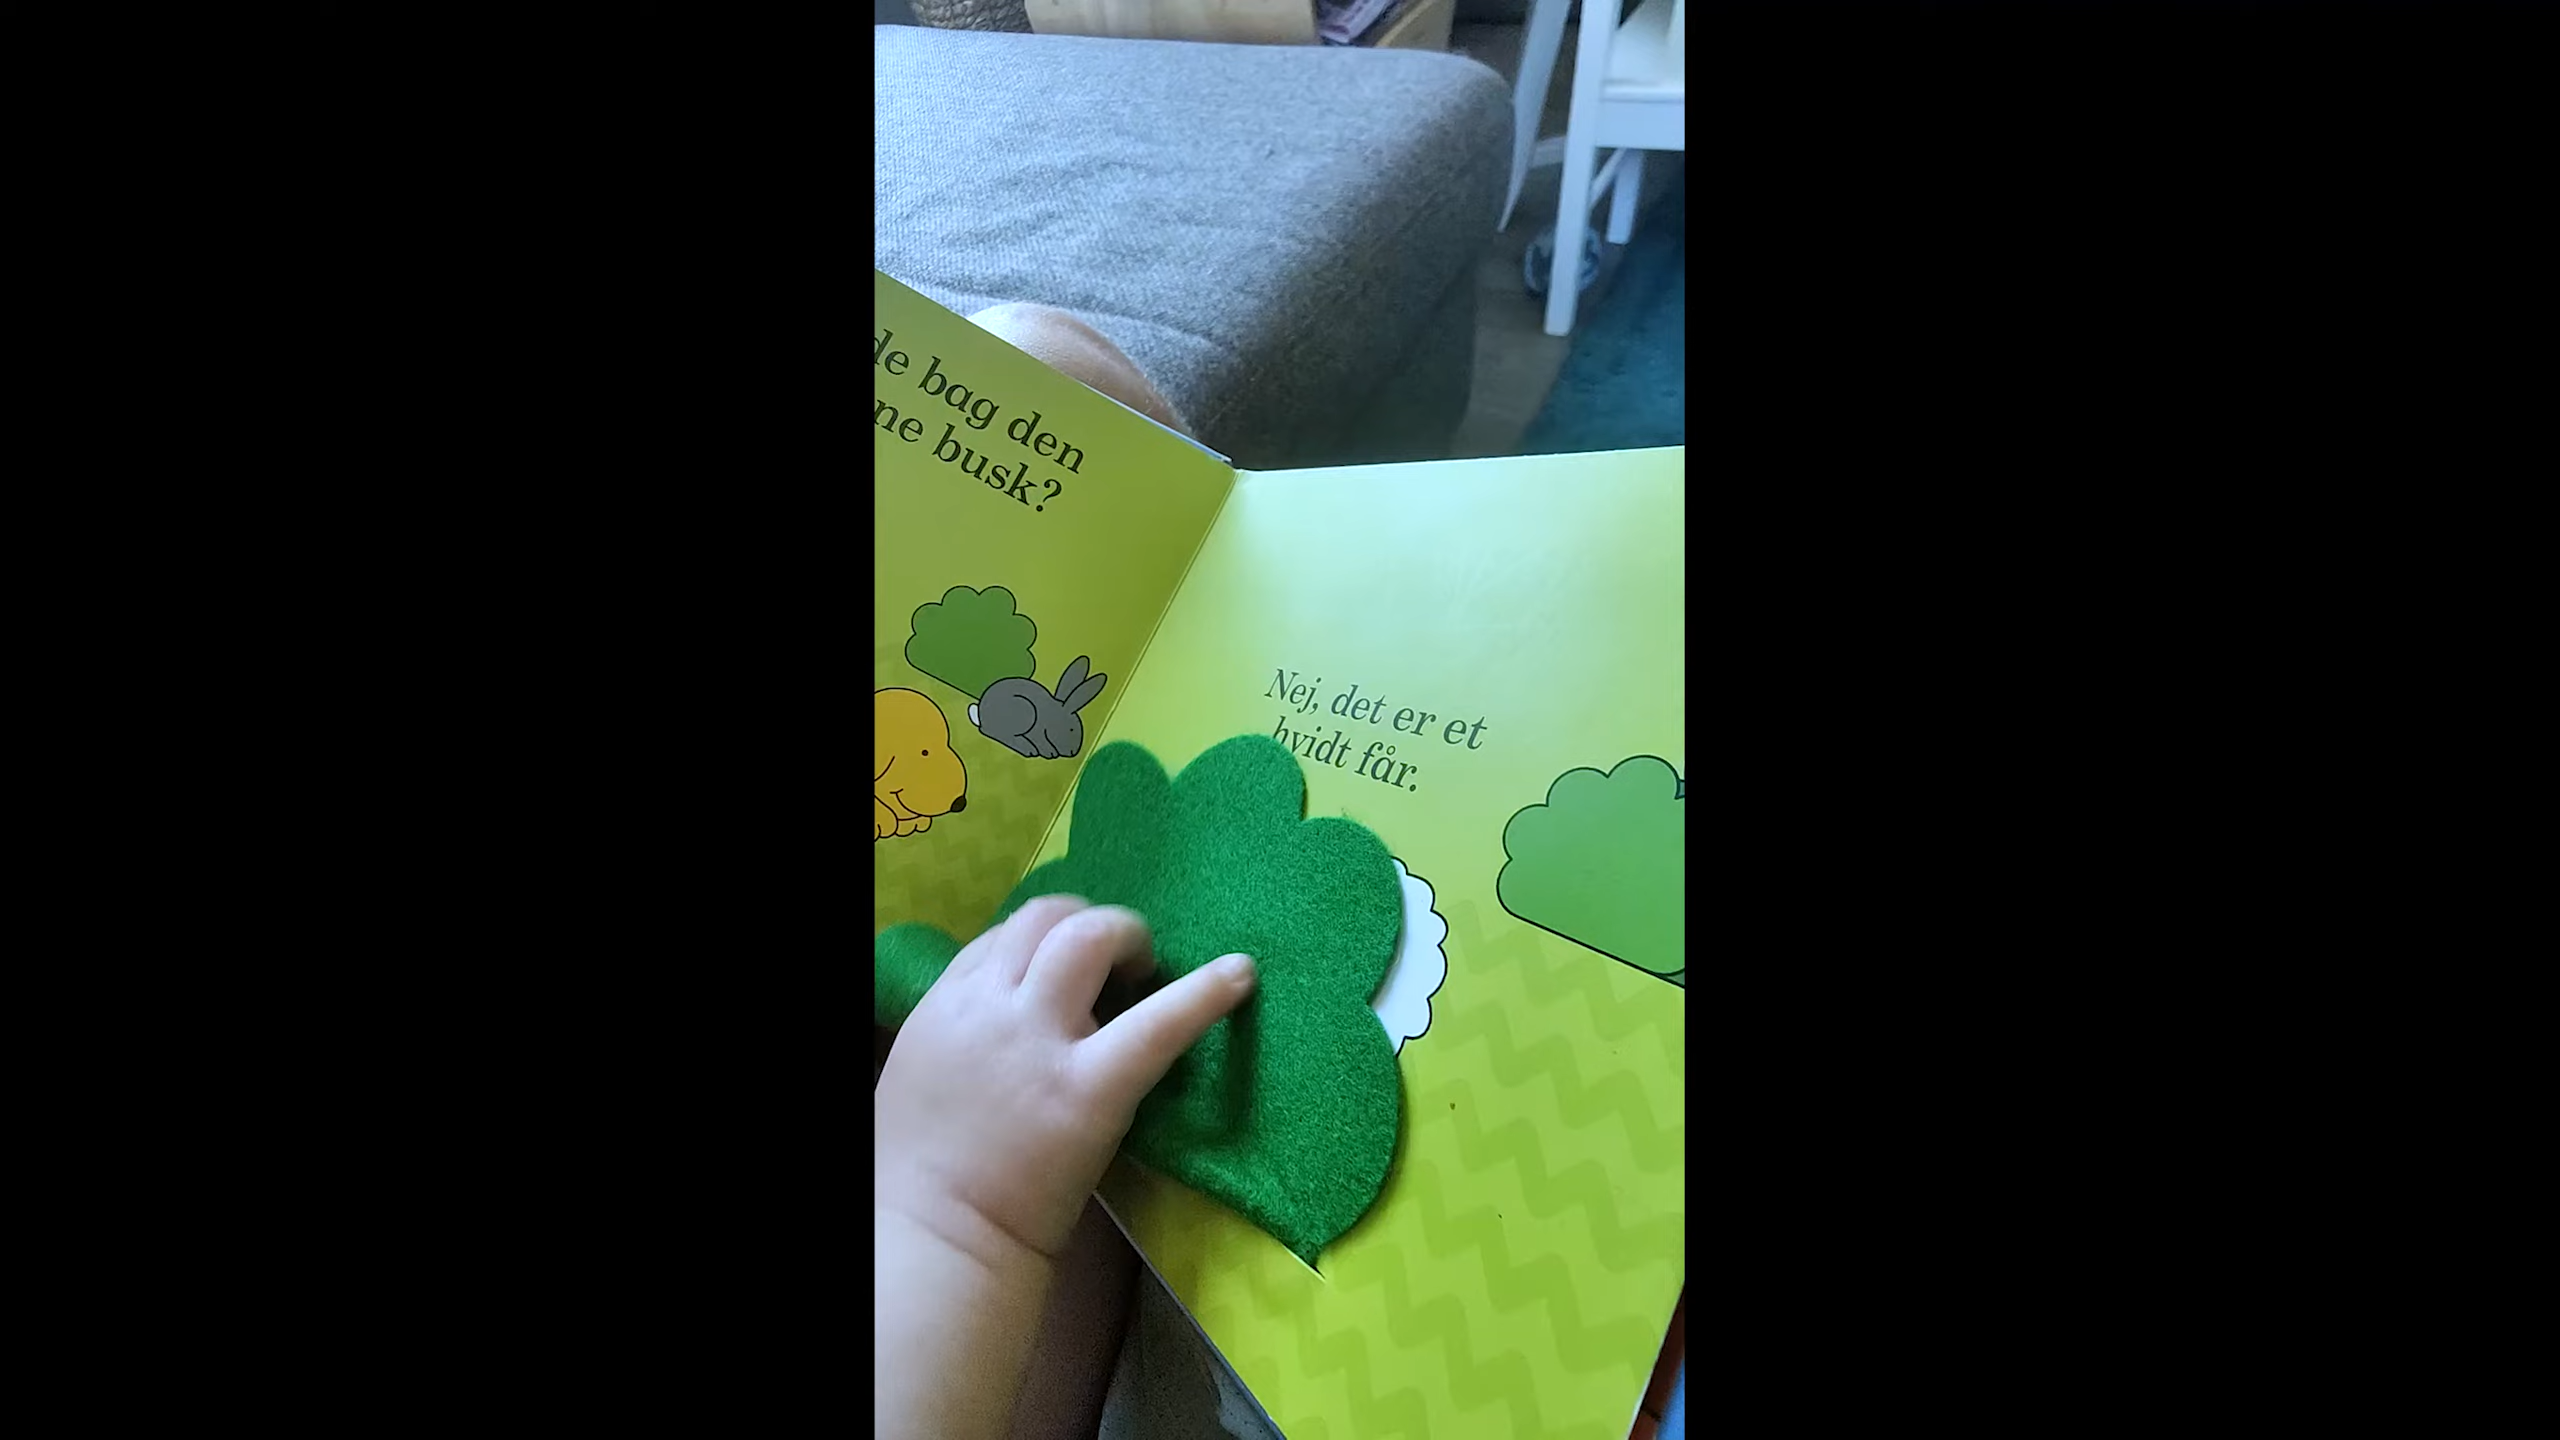 de bag den
ne busk?
Nej, det er et
hvidt får.